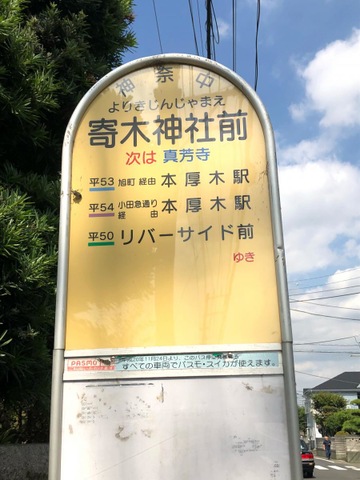 神奈中
よりきじんじゃまえ
寄木神社前
次は 真芳寺
平53 旭町 経由 本厚木駅
平54 小田急通り経由 本厚木駅
平50 リバーサイド前
ゆき
PASMO
すべての車両でパスモ・スイカが使えます。